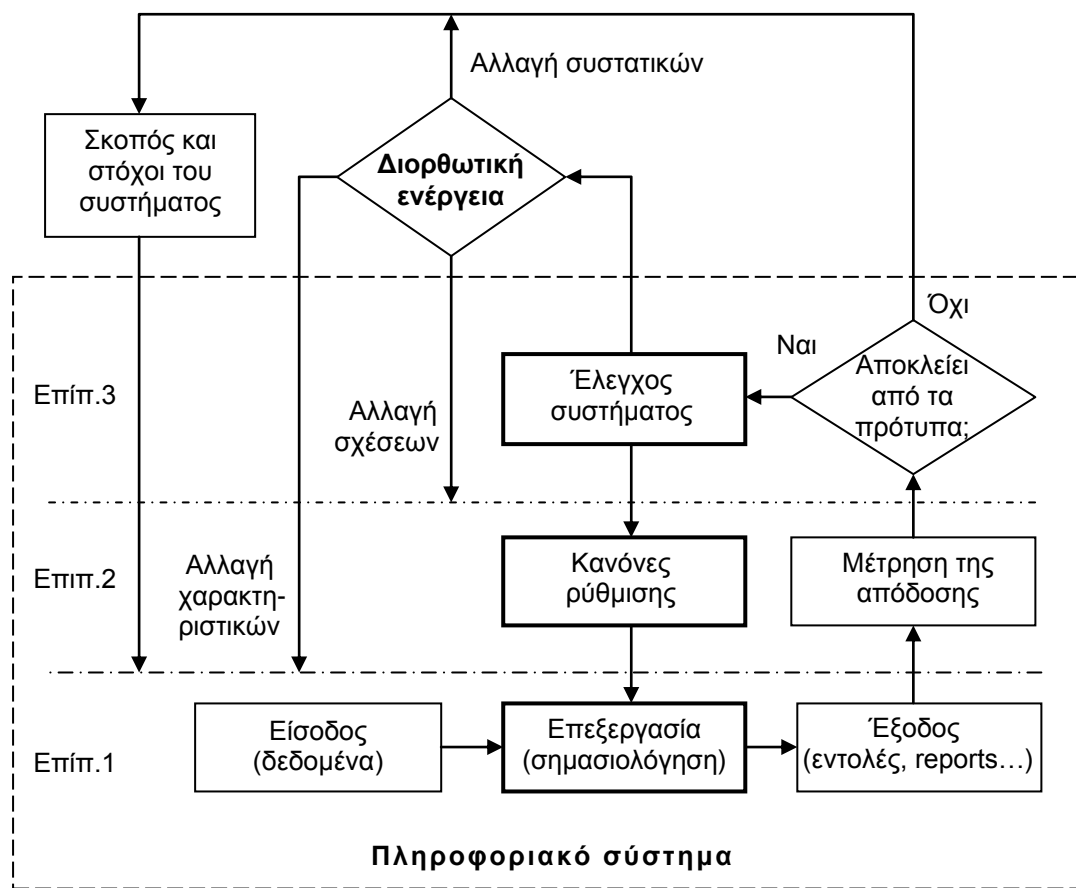 Αλλαγή συστατικών
Σκοπός και
στόχοι του
συστήματος
Διορθωτική
ενέργεια
Όχι
Ναι
Επίπ.3
Αλλαγή
σχέσεων
Έλεγχος
συστήματος
Αποκλείει
από τα
πρότυπα;
Επιπ.2
Αλλαγή
χαρακτη-
ριστικών
Κανόνες
ρύθμισης
Μέτρηση της
απόδοσης
Επίπ.1
Είσοδος
(δεδομένα)
Επεξεργασία
(σημασιολόγηση)
Έξοδος
(εντολές, reports…)
Πληροφοριακό σύστημα